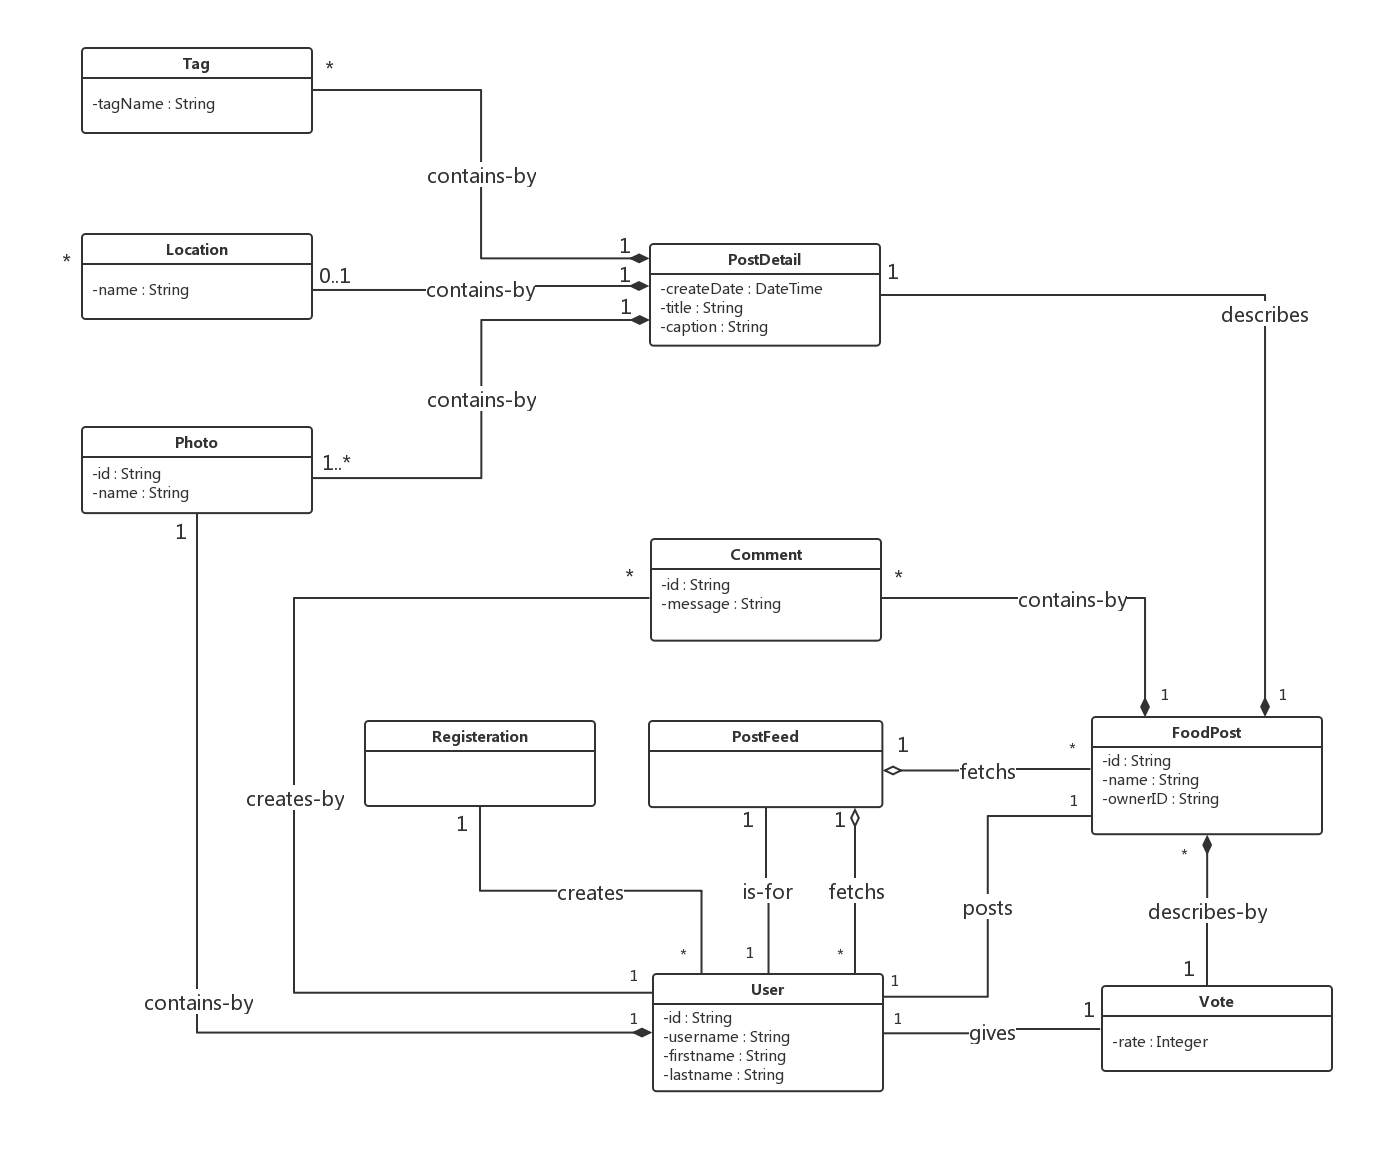 Tag
*
-tagName : String
contains-by
Location
*
-name : String
0..1
contains-by
1
1
1
PostDetail
-createDate : DateTime
-title : String
-caption : String
1
describes
contains-by
Photo
-id : String
-name : String
1..*
1
Comment
*
-id : String
-message : String
*
contains-by
1
1
Registeration
1
PostFeed
1
fetchs
*
FoodPost
-id : String
-name : String
-ownerID : String
1
creates-by
1
1
*
creates
is-for
fetchs
posts
describes-by
*
1
*
1
1
1
contains-by
1
User
-id : String
-username : String
-firstname : String
-lastname : String
1
gives
1
Vote
-rate : Integer